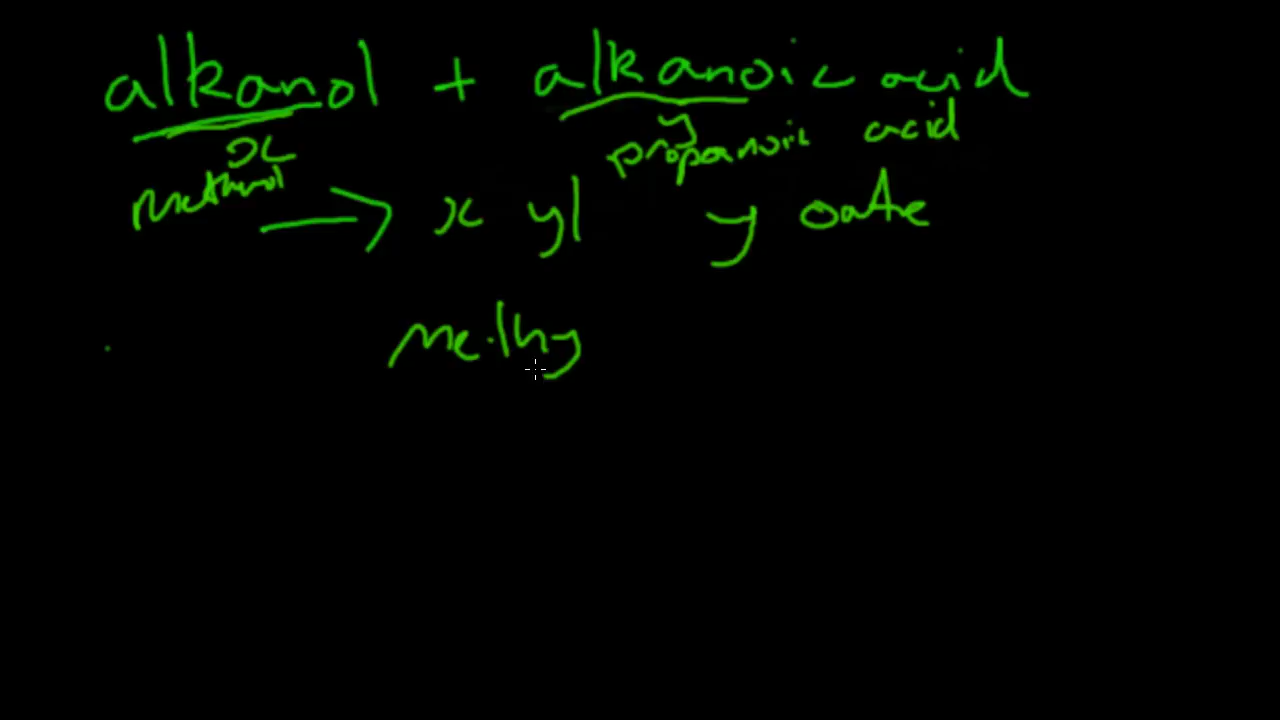 alkanol + alkanoic acid
x y
methanol propanoic acid
→ x yl y oate
methy